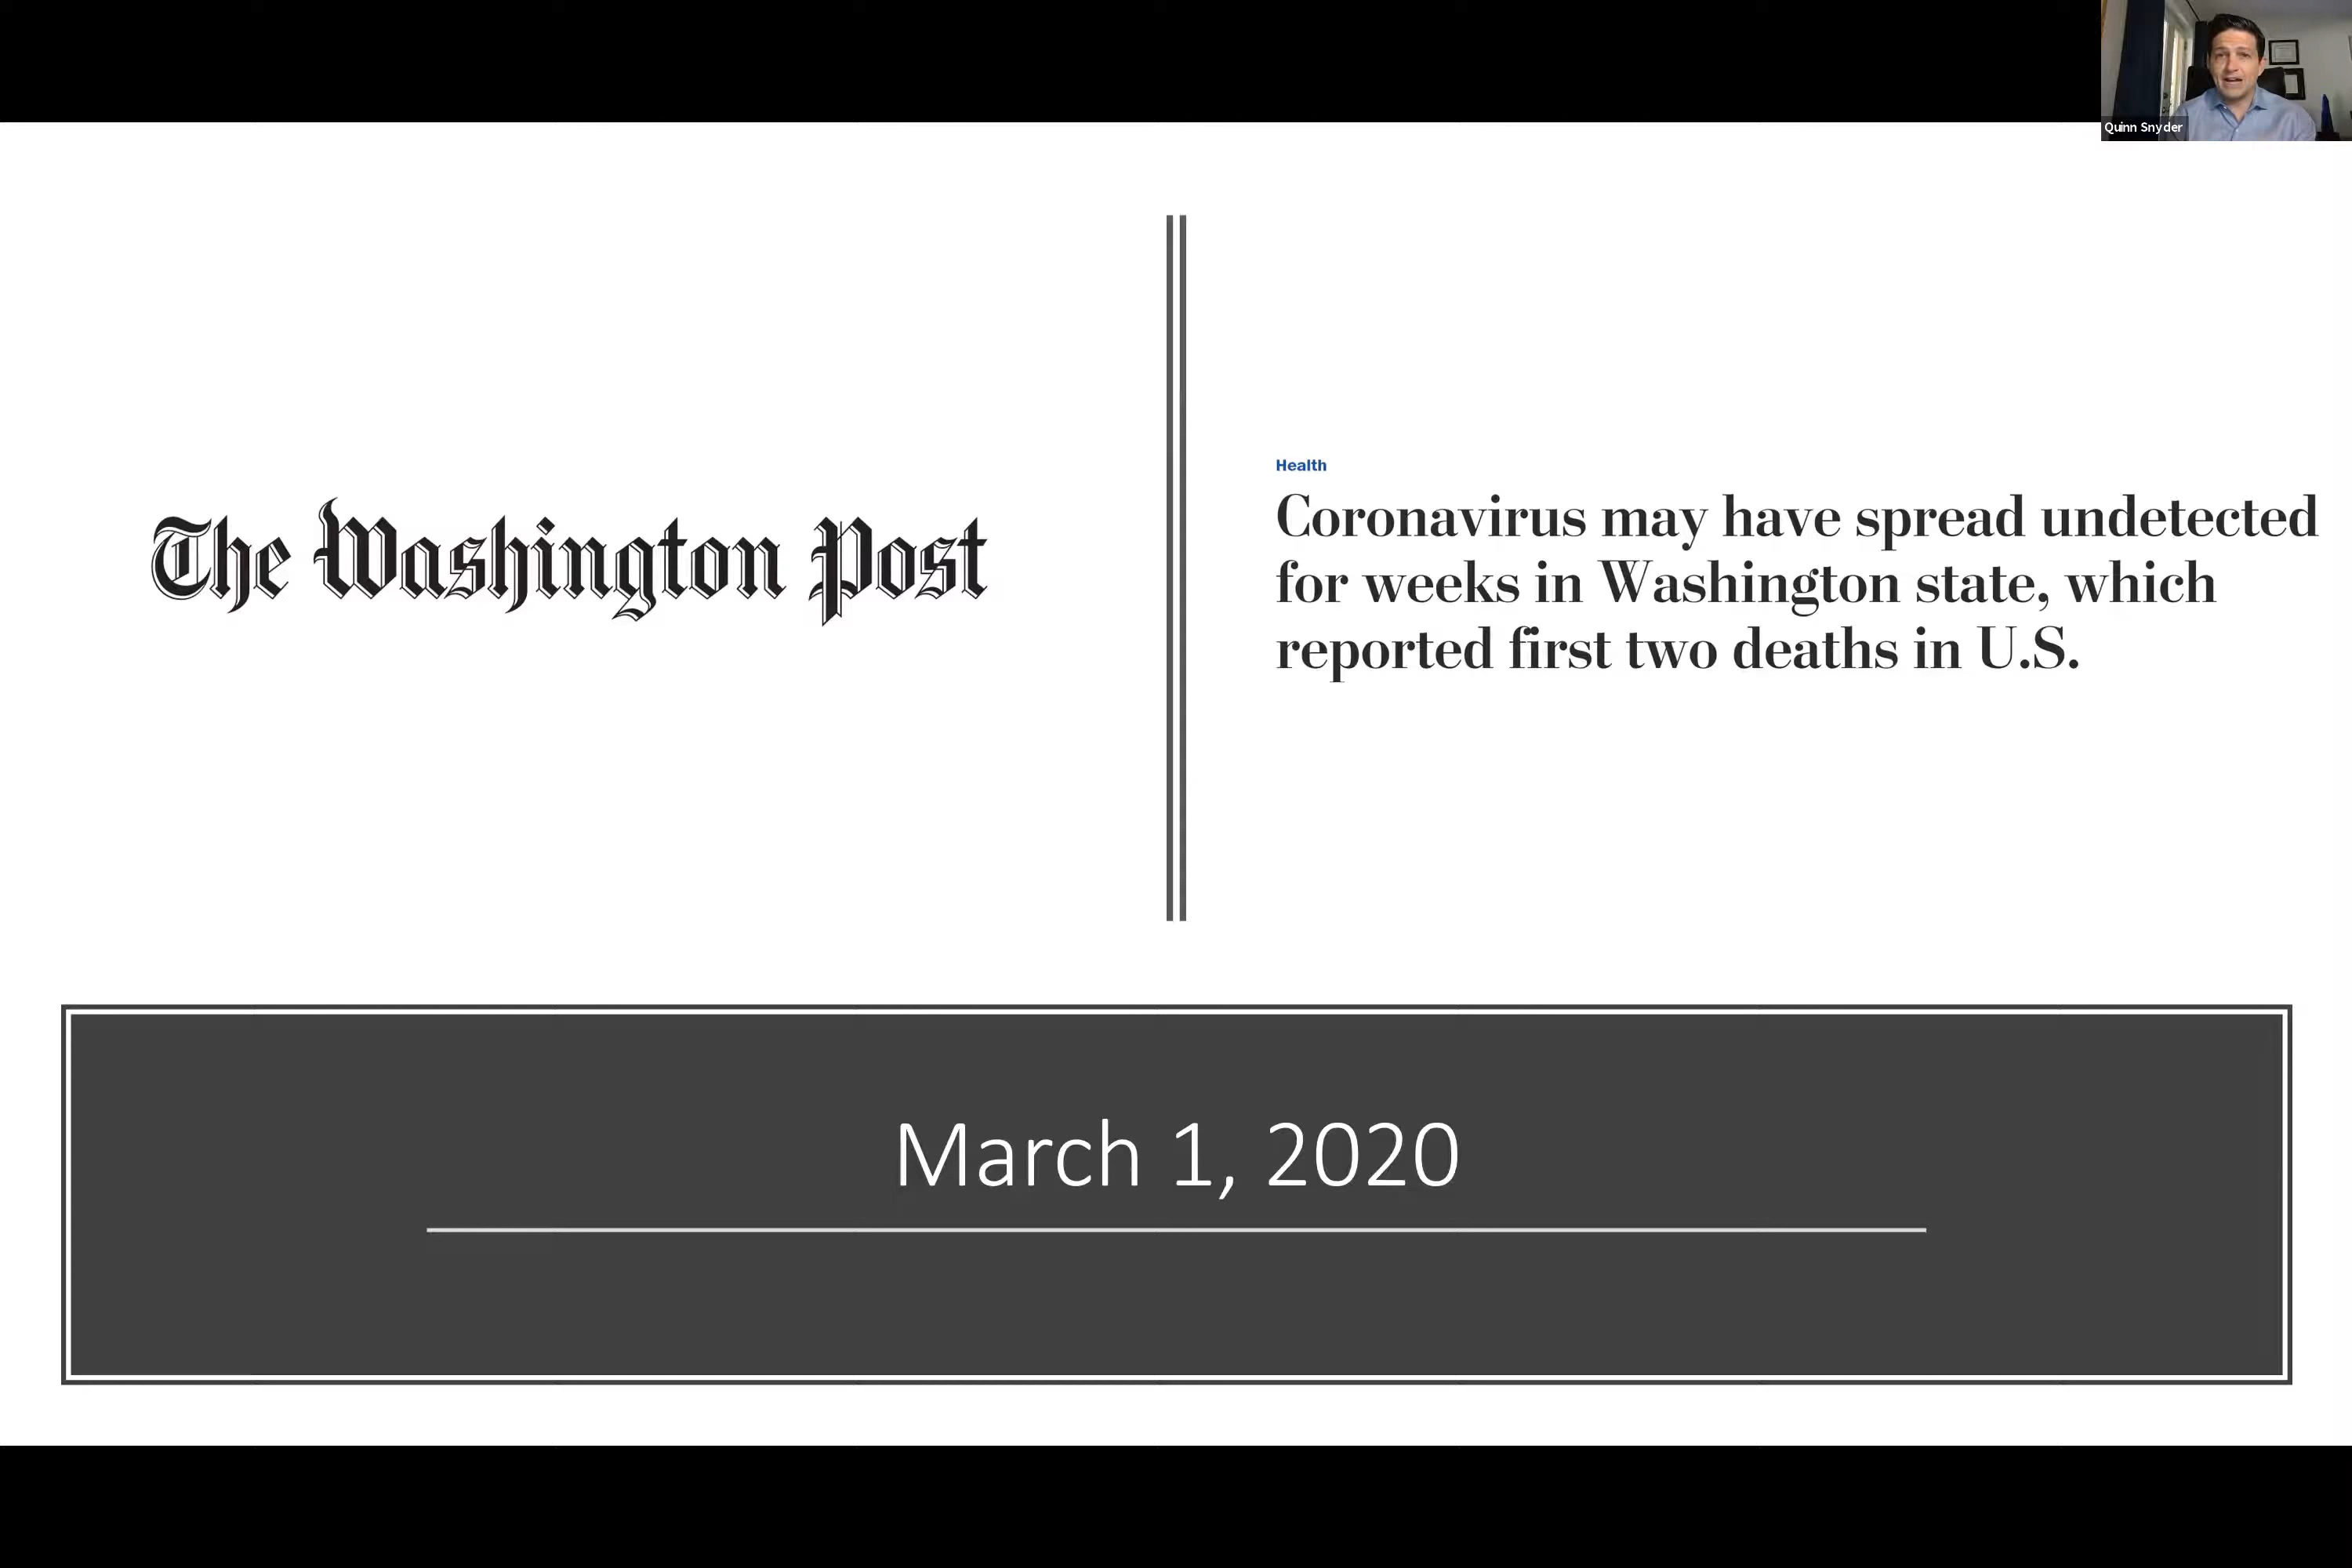 Quinn Snyder
The Washington Post
Health
Coronavirus may have spread undetected
for weeks in Washington state, which
reported first two deaths in U.S.
March 1, 2020